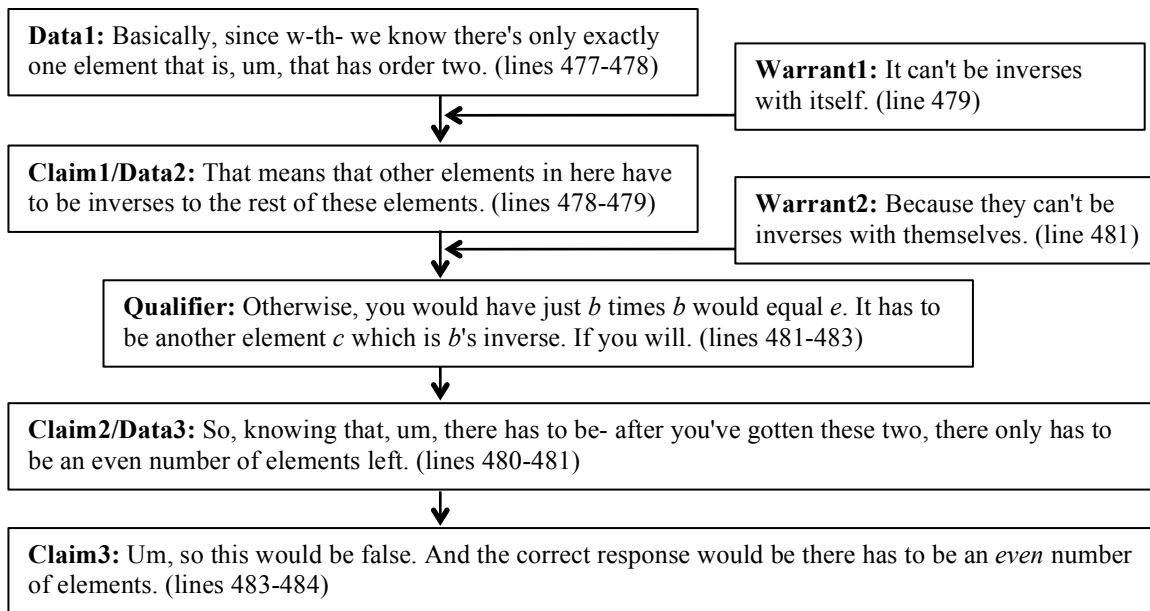 Data1: Basically, since w-th- we know there's only exactly
one element that is, um, that has order two. (lines 477-478)
Warrant1: It can't be inverses
with itself. (line 479)
Claim1/Data2: That means that other elements in here have
to be inverses to the rest of these elements. (lines 478-479)
Warrant2: Because they can't be
inverses with themselves. (line 481)
Qualifier: Otherwise, you would have just b times b would equal e. It has to
be another element c which is b's inverse. If you will. (lines 481-483)
Claim2/Data3: So, knowing that, um, there has to be- after you've gotten these two, there only has to
be an even number of elements left. (lines 480-481)
Claim3: Um, so this would be false. And the correct response would be there has to be an even number
of elements. (lines 483-484)